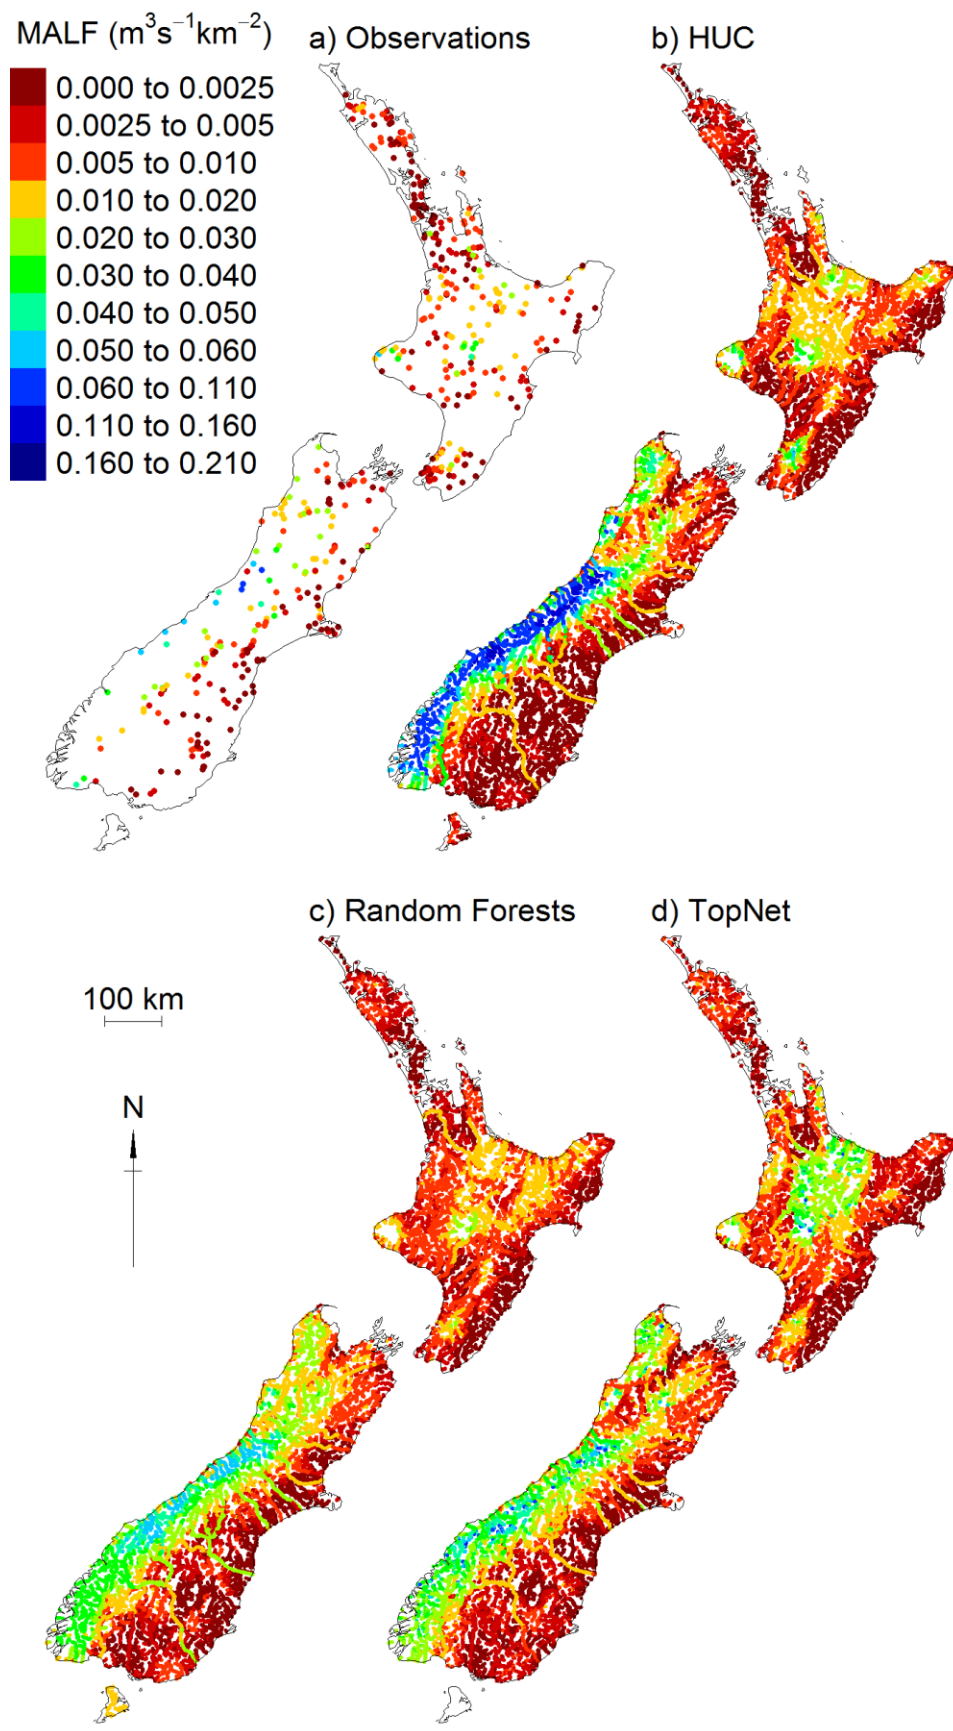 MALF (m³s⁻¹km⁻²)
a) Observations
b) HUC
0.000 to 0.0025
0.0025 to 0.005
0.005 to 0.010
0.010 to 0.020
0.020 to 0.030
0.030 to 0.040
0.040 to 0.050
0.050 to 0.060
0.060 to 0.110
0.110 to 0.160
0.160 to 0.210
c) Random Forests
d) TopNet
100 km
N